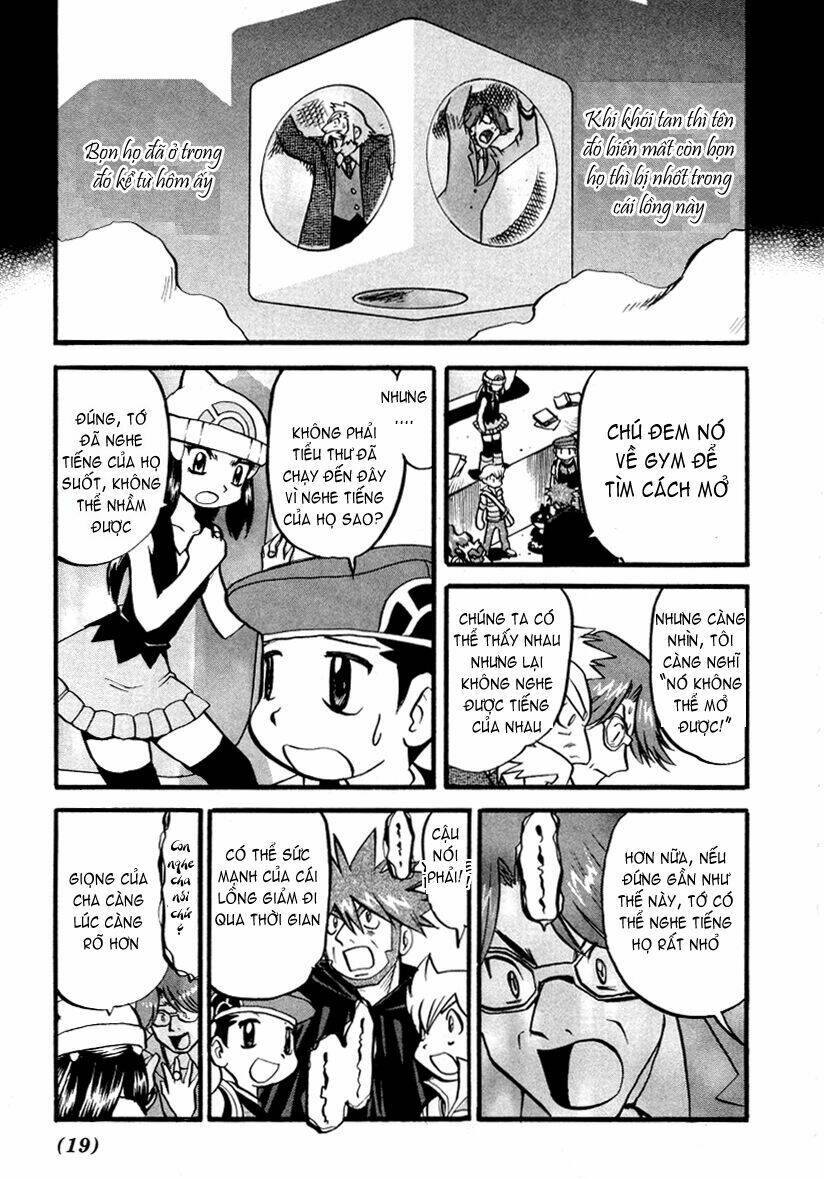 Khi khói tan thì tên
đó biến mất còn bọn
họ thì bị nhốt trong
cái lồng này
Bọn họ đã ở trong
đó kể từ hôm ấy
CHÚ ĐEM NÓ
VỀ GYM ĐỂ
TÌM CÁCH MỞ
NHƯNG
....
KHÔNG PHẢI
TIỂU THƯ ĐÃ
CHẠY ĐẾN ĐÂY
VÌ NGHE TIẾNG
CỦA HỌ SAO?
ĐÚNG, TỚ
ĐÃ NGHE
TIẾNG CỦA HỌ
SUỐT, KHÔNG
THỂ NHẦM
ĐƯỢC
NHƯNG CÀNG
NHÌN, TÔI
CÀNG NGHĨ
"NÓ KHÔNG
THỂ MỞ
ĐƯỢC!"
CHÚNG TA CÓ
THỂ THẤY NHAU
NHƯNG LẠI
KHÔNG NGHE
ĐƯỢC TIẾNG
CỦA NHAU
HƠN NỮA, NẾU
ĐỨNG GẦN NHƯ
THẾ NÀY, TỚ CÓ
THỂ NGHE TIẾNG
HỌ RẤT NHỎ
CẬU
NÓI
PHẢI!
CÓ THỂ SỨC
MẠNH CỦA CÁI
LỒNG GIẢM ĐI
QUA THỜI GIAN
Con
nghe
cha
nói
chứ
?
GIỌNG CỦA
CHA CÀNG
LÚC CÀNG
RÕ HƠN
(19)